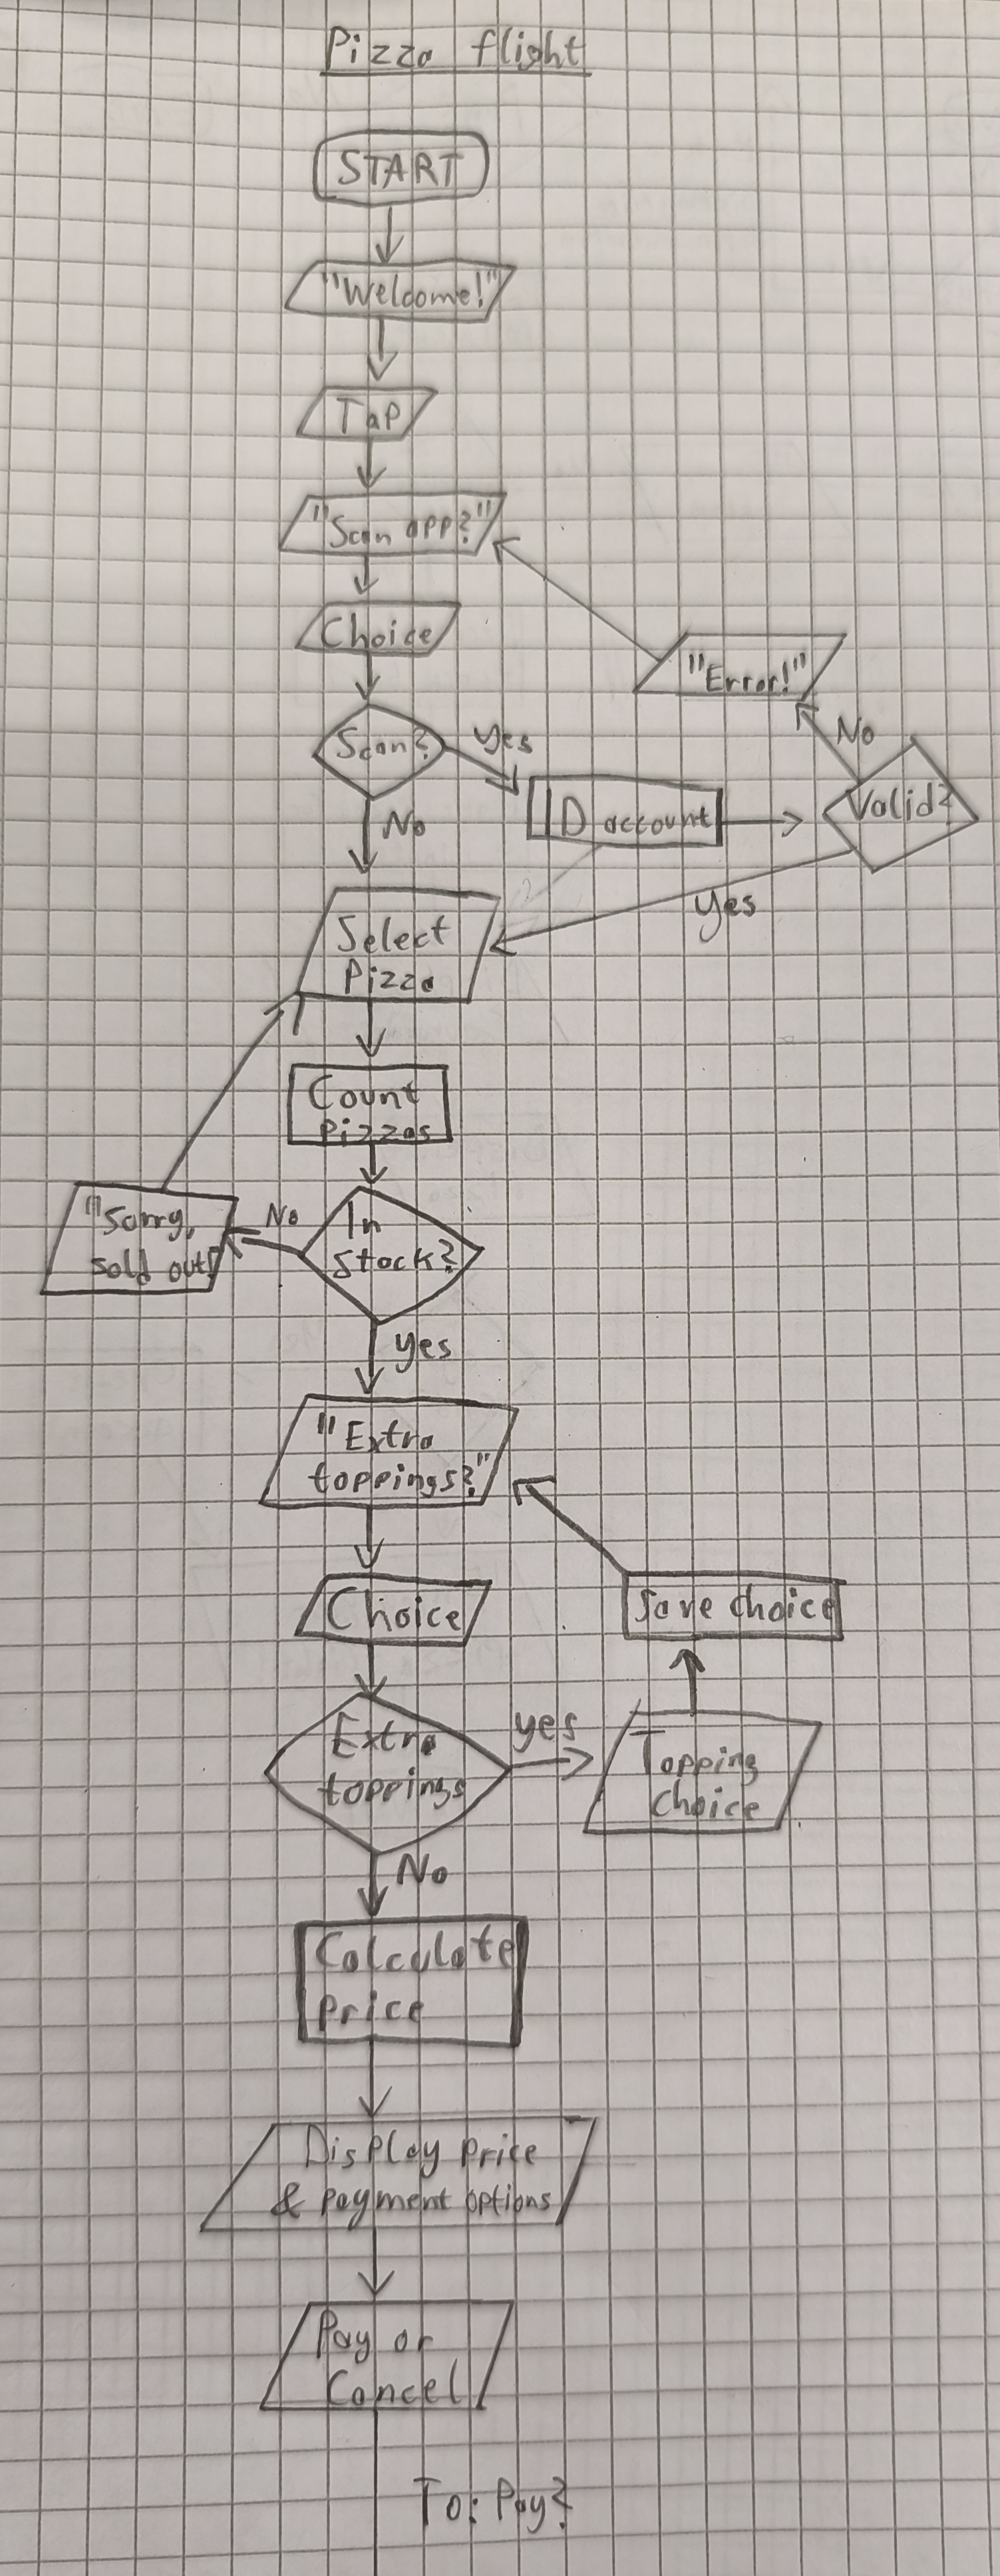 Pizza flight
START
"Welcome!"
Tap
"Scan app?"
Choice
"Error!"
Scan?
Yes
No
No
ID account
Valid?
Yes
Select
Pizza
Count
pizzas
"Sorry,
sold out"
No
In
stock?
yes
"Extra
toppings?"
Choice
Save choice
Extra
toppings
yes
Topping
choice
No
Calculate
price
Display price
& payment options
Pay or
Cancel
To: Pay?